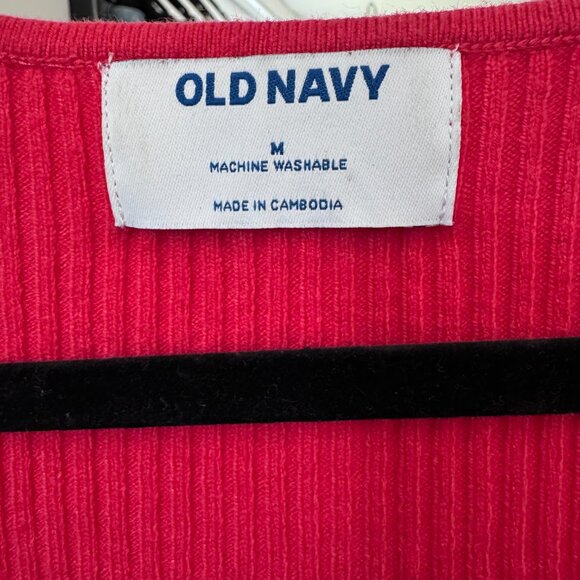 OLD NAVY
M
MACHINE WASHABLE
MADE IN CAMBODIA